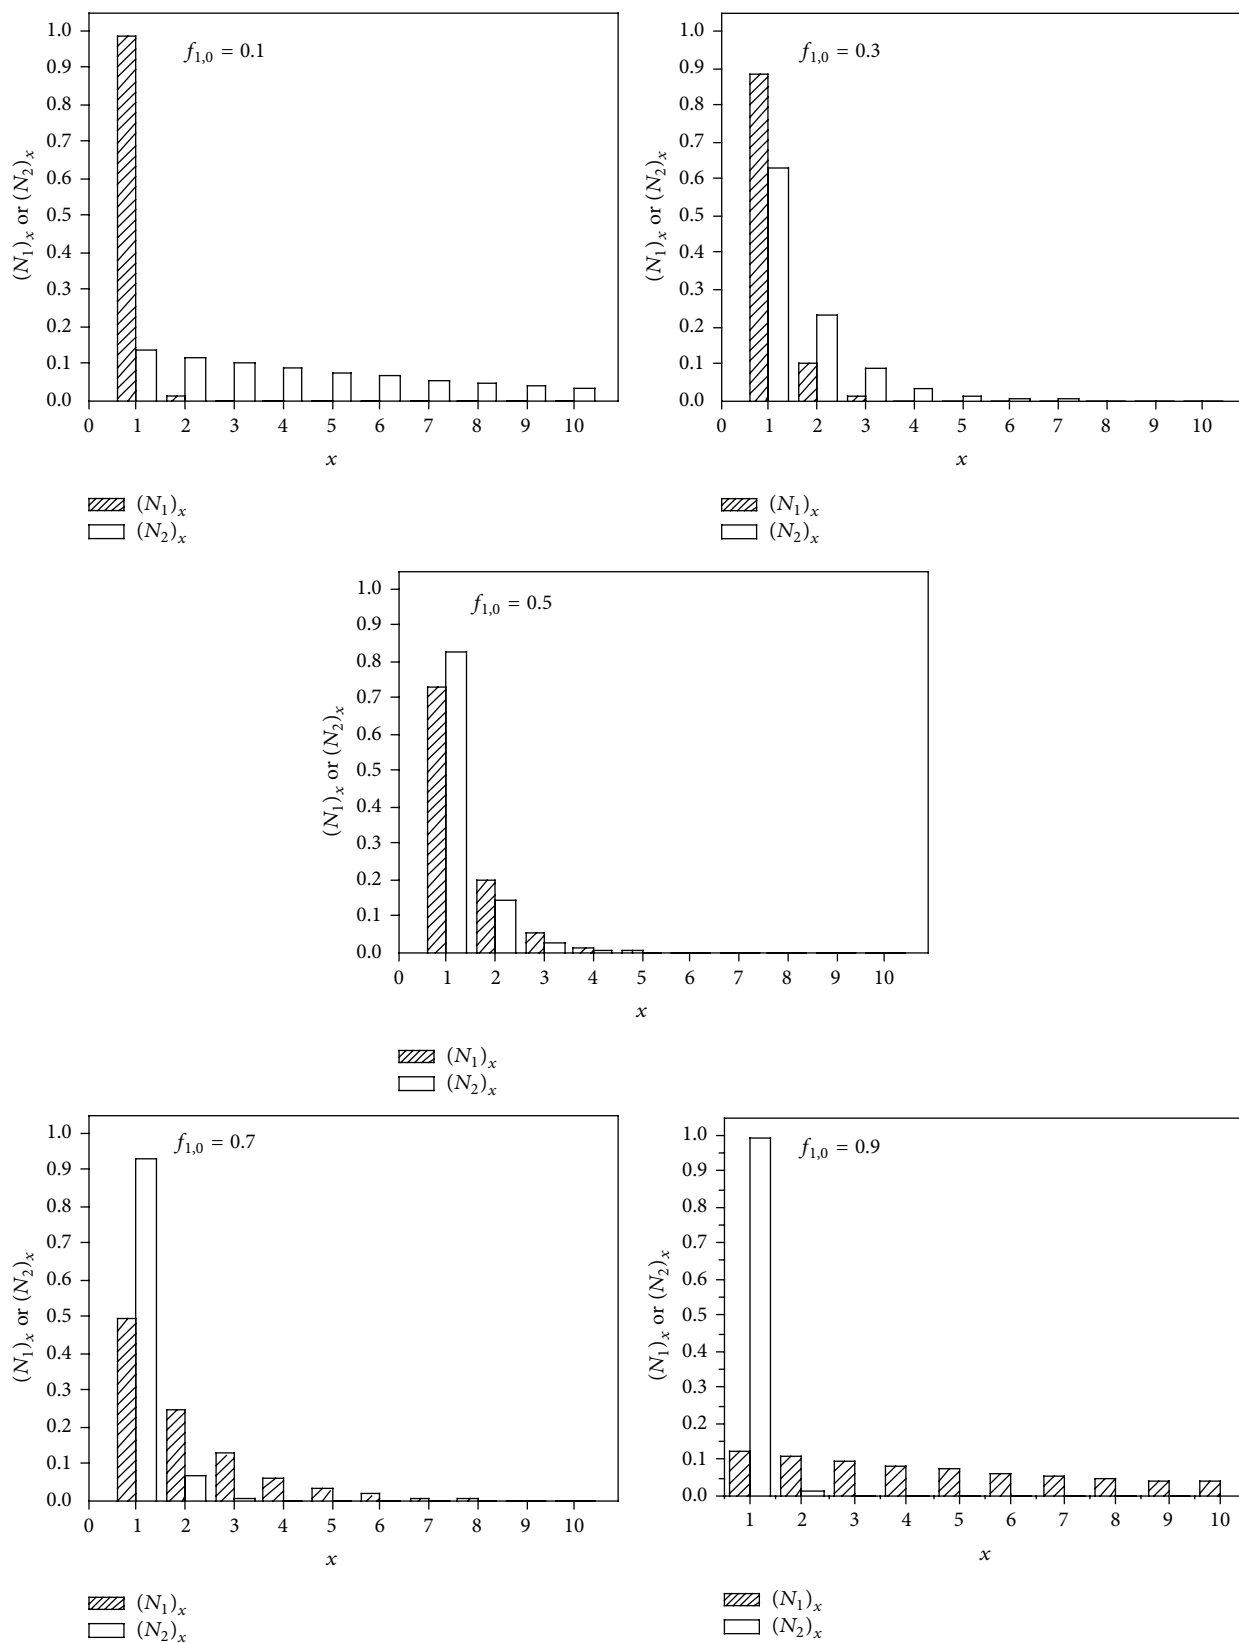 f1,0 = 0.1
1.0
0.9
0.8
0.7
0.6
0.5
0.4
0.3
0.2
0.1
0.0
(N1)x or (N2)x
0 1 2 3 4 5 6 7 8 9 10
x
(N1)x
(N2)x
f1,0 = 0.3
1.0
0.9
0.8
0.7
0.6
0.5
0.4
0.3
0.2
0.1
0.0
(N1)x or (N2)x
0 1 2 3 4 5 6 7 8 9 10
x
(N1)x
(N2)x
f1,0 = 0.5
1.0
0.9
0.8
0.7
0.6
0.5
0.4
0.3
0.2
0.1
0.0
(N1)x or (N2)x
0 1 2 3 4 5 6 7 8 9 10
x
(N1)x
(N2)x
f1,0 = 0.7
1.0
0.9
0.8
0.7
0.6
0.5
0.4
0.3
0.2
0.1
0.0
(N1)x or (N2)x
0 1 2 3 4 5 6 7 8 9 10
x
(N1)x
(N2)x
f1,0 = 0.9
1.0
0.9
0.8
0.7
0.6
0.5
0.4
0.3
0.2
0.1
0.0
(N1)x or (N2)x
1 2 3 4 5 6 7 8 9 10
x
(N1)x
(N2)x